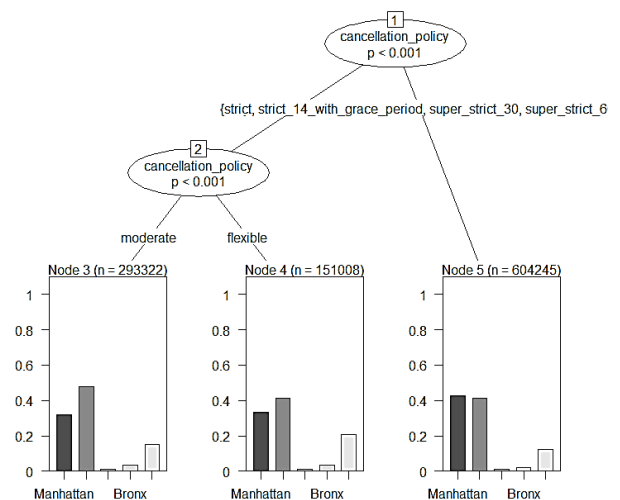 1
cancellation_policy
p < 0.001
{strict, strict_14_with_grace_period, super_strict_30, super_strict_6
2
cancellation_policy
p < 0.001
moderate
flexible
Node 3 (n = 293322)
Node 4 (n = 151008)
Node 5 (n = 604245)
1
0.8
0.6
0.4
0.2
0
Manhattan
Bronx
1
0.8
0.6
0.4
0.2
0
Manhattan
Bronx
1
0.8
0.6
0.4
0.2
0
Manhattan
Bronx